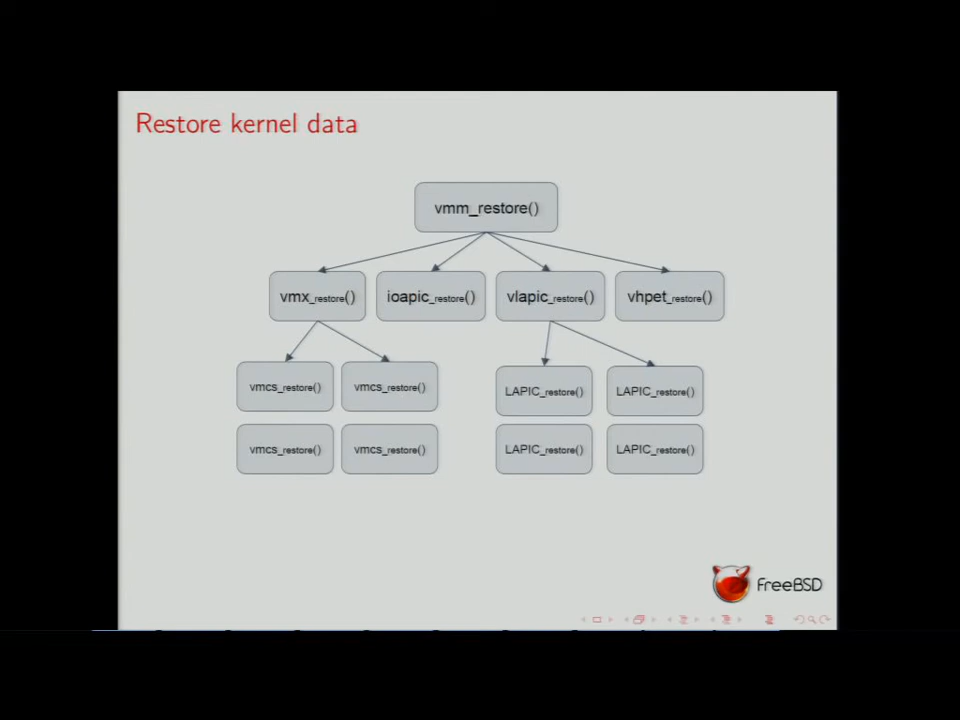 Restore kernel data
vmm_restore()
vmx_restore() ioapic_restore() vlapic_restore() vhpet_restore()
vmcs_restore() vmcs_restore() LAPIC_restore() LAPIC_restore()
vmcs_restore() vmcs_restore() LAPIC_restore() LAPIC_restore()
FreeBSD